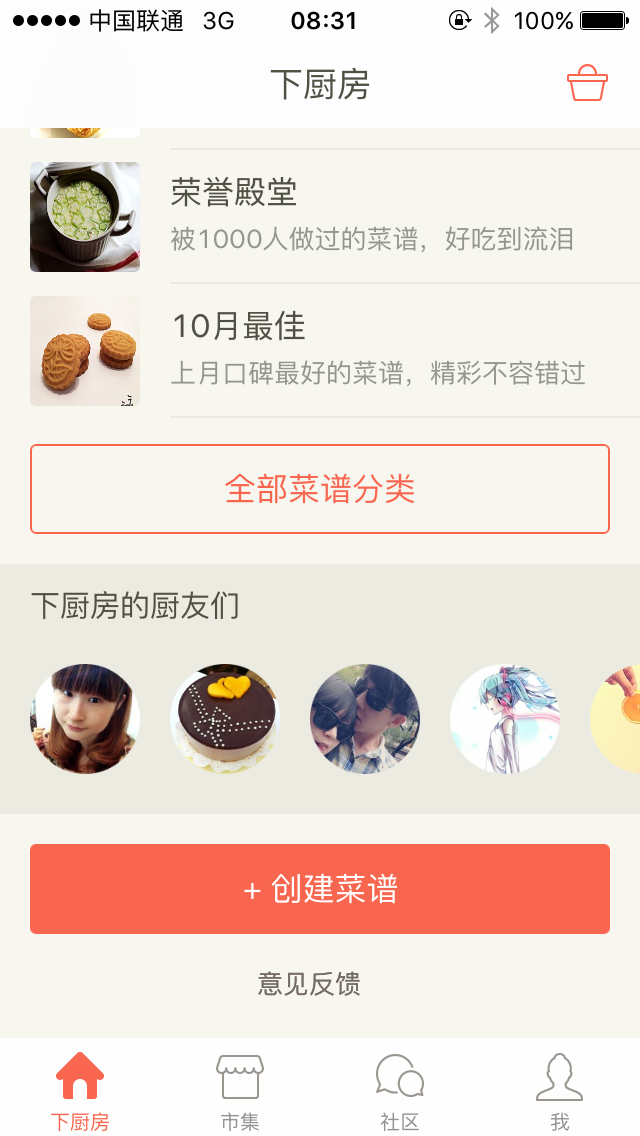 中国联通 3G 08:31 100%
下厨房
荣誉殿堂
被1000人做过的菜谱，好吃到流泪
10月最佳
上月口碑最好的菜谱，精彩不容错过
全部菜谱分类
下厨房的厨友们
+ 创建菜谱
意见反馈
下厨房 市集 社区 我